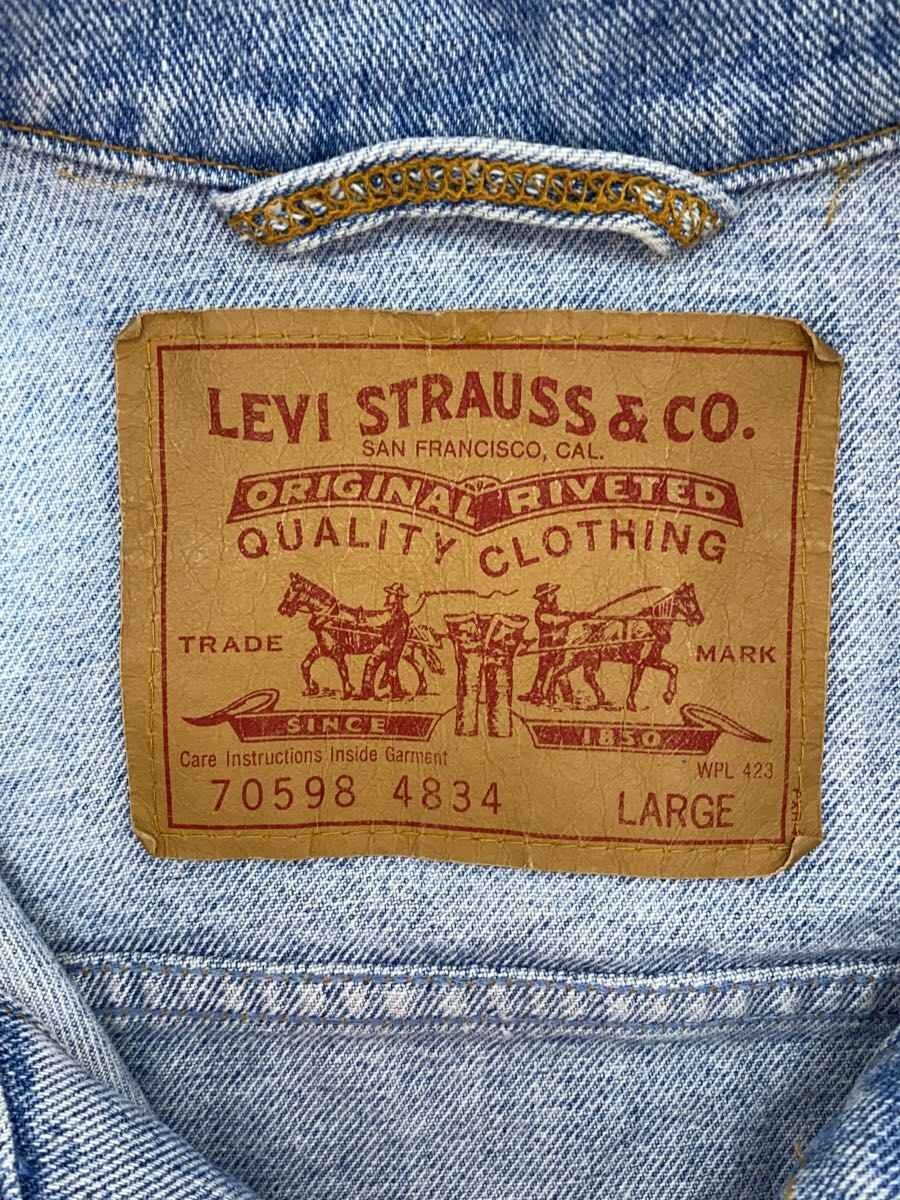 LEVI STRAUSS & CO.
SAN FRANCISCO, CAL.
ORIGINAL RIVETED
QUALITY CLOTHING
TRADE MARK
SINCE 1850
Care Instructions Inside Garment
WPL 423
70598 4834 LARGE